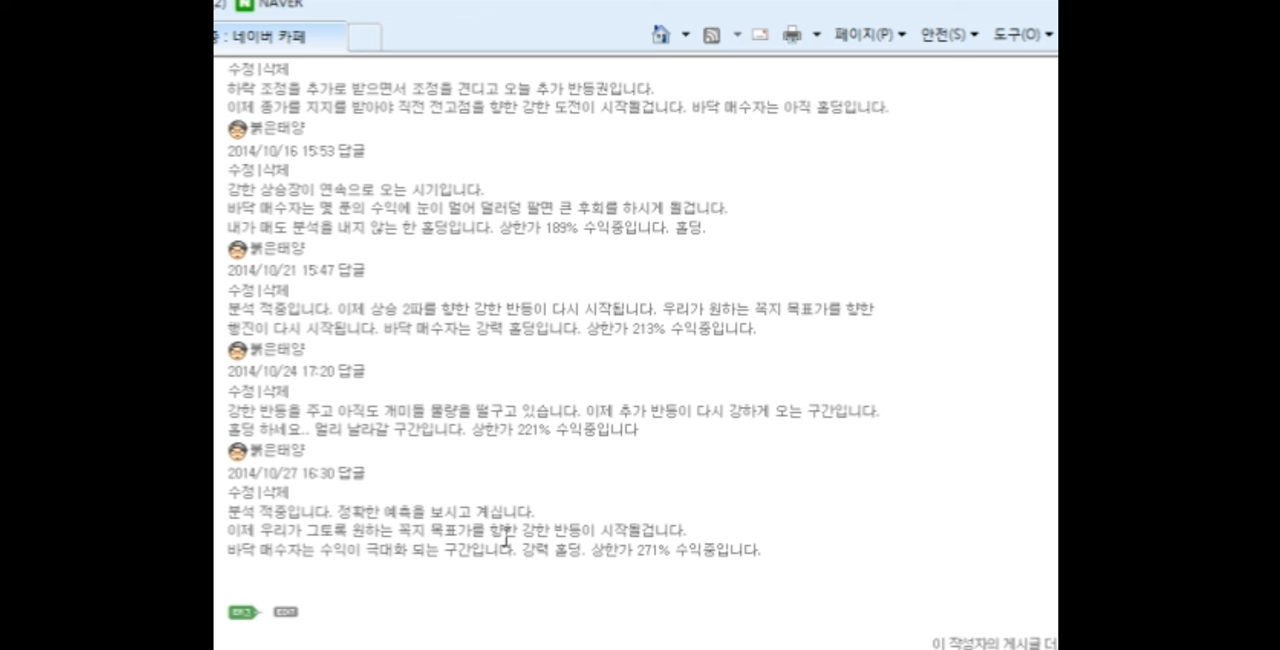 2) NAVER
중 : 네이버 카페
페이지(P) 안전(S) 도구(O)
수정 | 삭제
하락 조정을 추가로 받으면서 조정을 견디고 오늘 추가 반등권입니다.
이제 종가를 지지를 받아야 직전 전고점을 향한 강한 도전이 시작될겁니다. 바닥 매수자는 아직 홀딩입니다.
붉은태양
2014/10/16 15:53 답글
수정 | 삭제
강한 상승장이 연속으로 오는 시기입니다.
바닥 매수자는 몇 푼의 수익에 눈이 멀어 덜러덩 팔면 큰 후회를 하시게 될겁니다.
내가 매도 분석을 내지 않는 한 홀딩입니다. 상한가 189% 수익중입니다. 홀딩.
붉은태양
2014/10/21 15:47 답글
수정 | 삭제
분석 적중입니다. 이제 상승 2파를 향한 강한 반등이 다시 시작됩니다. 우리가 원하는 꼭지 목표가를 향한
행진이 다시 시작됩니다. 바닥 매수자는 강력 홀딩입니다. 상한가 213% 수익중입니다.
붉은태양
2014/10/24 17:20 답글
수정 | 삭제
강한 반등을 주고 아직도 개미들 물량을 떨구고 있습니다. 이제 추가 반등이 다시 강하게 오는 구간입니다.
홀딩 하세요.. 멀리 날라갈 구간입니다. 상한가 221% 수익중입니다
붉은태양
2014/10/27 16:30 답글
수정 | 삭제
분석 적중입니다. 정확한 예측을 보시고 계십니다.
이제 우리가 그토록 원하는 꼭지 목표가를 향한 강한 반등이 시작될겁니다.
바닥 매수자는 수익이 극대화 되는 구간입니다. 강력 홀딩. 상한가 271% 수익중입니다.
태그 EDIT
이 작성자의 게시글 더